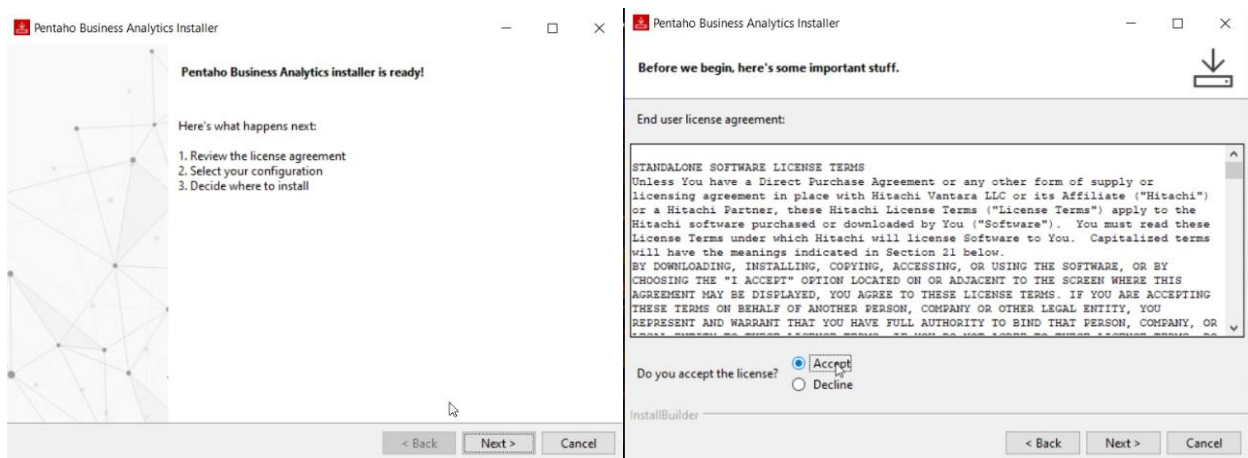 Pentaho Business Analytics Installer
Pentaho Business Analytics installer is ready!
Here's what happens next:
1. Review the license agreement
2. Select your configuration
3. Decide where to install
< Back
Next >
Cancel
Pentaho Business Analytics Installer
Before we begin, here's some important stuff.
End user license agreement:
STANDALONE SOFTWARE LICENSE TERMS
Unless You have a Direct Purchase Agreement or any other form of supply or
licensing agreement in place with Hitachi Vantara LLC or its Affiliate ("Hitachi")
or a Hitachi Partner, these Hitachi License Terms ("License Terms") apply to the
Hitachi software purchased or downloaded by You ("Software").  You must read these
License Terms under which Hitachi will license Software to You.  Capitalized terms
will have the meanings indicated in Section 21 below.
BY DOWNLOADING, INSTALLING, COPYING, ACCESSING, OR USING THE SOFTWARE, OR BY
CHOOSING THE "I ACCEPT" OPTION LOCATED ON OR ADJACENT TO THE SCREEN WHERE THIS
AGREEMENT MAY BE DISPLAYED, YOU AGREE TO THESE LICENSE TERMS. IF YOU ARE ACCEPTING
THESE TERMS ON BEHALF OF ANOTHER PERSON, COMPANY OR OTHER LEGAL ENTITY, YOU
REPRESENT AND WARRANT THAT YOU HAVE FULL AUTHORITY TO BIND THAT PERSON, COMPANY, OR
Do you accept the license?
Accept
Decline
InstallBuilder
< Back
Next >
Cancel